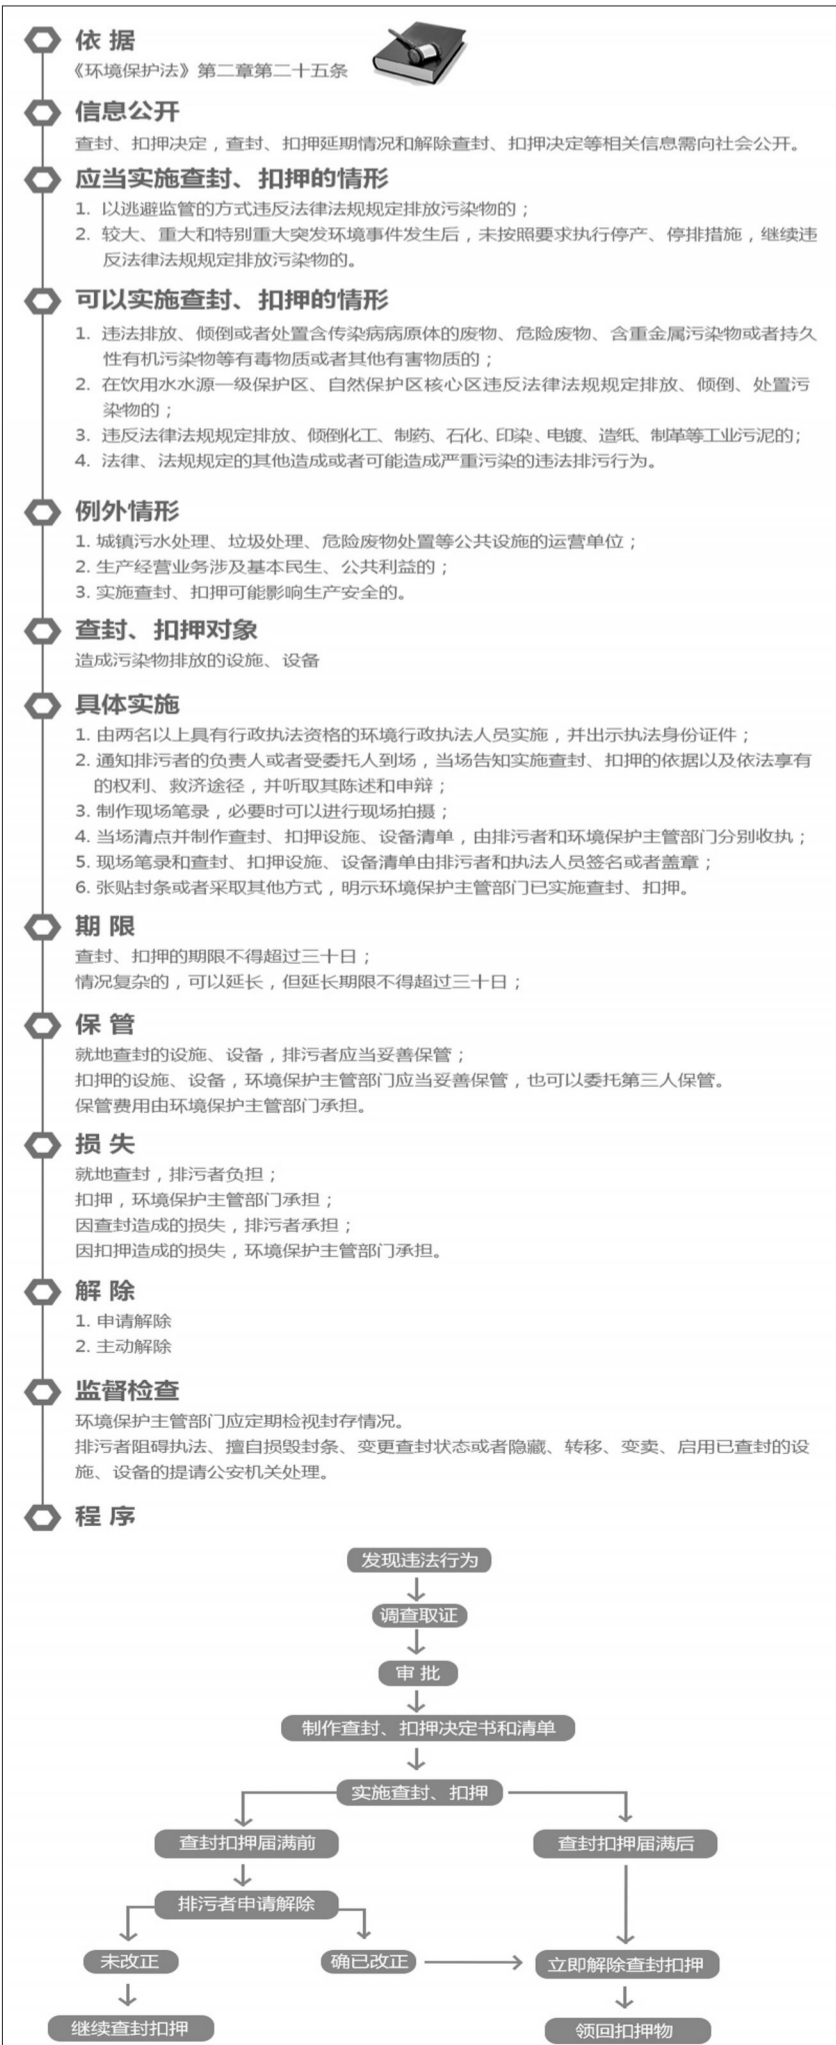 依 据
《环境保护法》第二章第二十五条
信息公开
查封、扣押决定，查封、扣押延期情况和解除查封、扣押决定等相关信息需向社会公开。
应当实施查封、扣押的情形
1. 以逃避监管的方式违反法律法规规定排放污染物的；
2. 较大、重大和特别重大突发环境事件发生后，未按照要求执行停产、停排措施，继续违
反法律法规规定排放污染物的。
可以实施查封、扣押的情形
1. 违法排放、倾倒或者处置含传染病病原体的废物、危险废物、含重金属污染物或者持久
性有机污染物等有毒物质或者其他有害物质的；
2. 在饮用水水源一级保护区、自然保护区核心区违反法律法规规定排放、倾倒、处置污
染物的；
3. 违反法律法规规定排放、倾倒化工、制药、石化、印染、电镀、造纸、制革等工业污泥的；
4. 法律、法规规定的其他造成或者可能造成严重污染的违法排污行为。
例外情形
1. 城镇污水处理、垃圾处理、危险废物处置等公共设施的运营单位；
2. 生产经营业务涉及基本民生、公共利益的；
3. 实施查封、扣押可能影响生产安全的。
查封、扣押对象
造成污染物排放的设施、设备
具体实施
1. 由两名以上具有行政执法资格的环境行政执法人员实施，并出示执法身份证件；
2. 通知排污者的负责人或者受委托人到场，当场告知实施查封、扣押的依据以及依法享有
的权利、救济途径，并听取其陈述和申辩；
3. 制作现场笔录，必要时可以进行现场拍摄；
4. 当场清点并制作查封、扣押设施、设备清单，由排污者和环境保护主管部门分别收执；
5. 现场笔录和查封、扣押设施、设备清单由排污者和执法人员签名或者盖章；
6. 张贴封条或者采取其他方式，明示环境保护主管部门已实施查封、扣押。
期 限
查封、扣押的期限不得超过三十日；
情况复杂的，可以延长，但延长期限不得超过三十日；
保 管
就地查封的设施、设备，排污者应当妥善保管；
扣押的设施、设备，环境保护主管部门应当妥善保管，也可以委托第三人保管。
保管费用由环境保护主管部门承担。
损 失
就地查封，排污者负担；
扣押，环境保护主管部门承担；
因查封造成的损失，排污者承担；
因扣押造成的损失，环境保护主管部门承担。
解 除
1. 申请解除
2. 主动解除
监督检查
环境保护主管部门应定期检视封存情况。
排污者阻碍执法、擅自损毁封条、变更查封状态或者隐藏、转移、变卖、启用已查封的设
施、设备的提请公安机关处理。
程 序
发现违法行为
调查取证
审 批
制作查封、扣押决定书和清单
实施查封、扣押
查封扣押届满前
查封扣押届满后
排污者申请解除
未改正
确已改正
立即解除查封扣押
继续查封扣押
领回扣押物